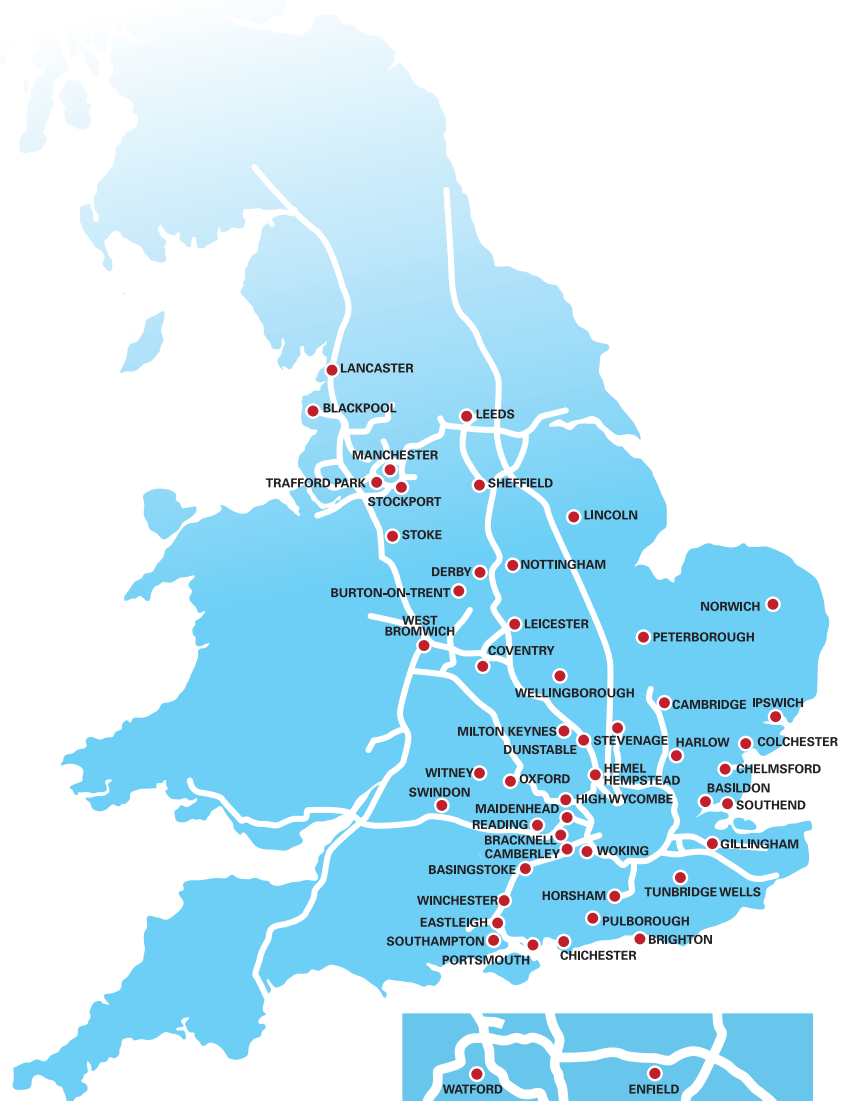 LANCASTER
BLACKPOOL
LEEDS
MANCHESTER
TRAFFORD PARK
SHEFFIELD
STOCKPORT
LINCOLN
STOKE
NOTTINGHAM
DERBY
BURTON-ON-TRENT
NORWICH
WEST
BROMWICH
LEICESTER
PETERBOROUGH
COVENTRY
WELLINGBOROUGH
CAMBRIDGE
IPSWICH
MILTON KEYNES
STEVENAGE
HARLOW
COLCHESTER
DUNSTABLE
WITNEY
OXFORD
HEMEL
HEMPSTEAD
CHELMSFORD
SWINDON
HIGH WYCOMBE
BASILDON
SOUTHEND
MAIDENHEAD
READING
BRACKNELL
GILLINGHAM
CAMBERLEY
WOKING
BASINGSTOKE
TUNBRIDGE WELLS
HORSHAM
WINCHESTER
PULBOROUGH
EASTLEIGH
SOUTHAMPTON
BRIGHTON
PORTSMOUTH
CHICHESTER
WATFORD
ENFIELD